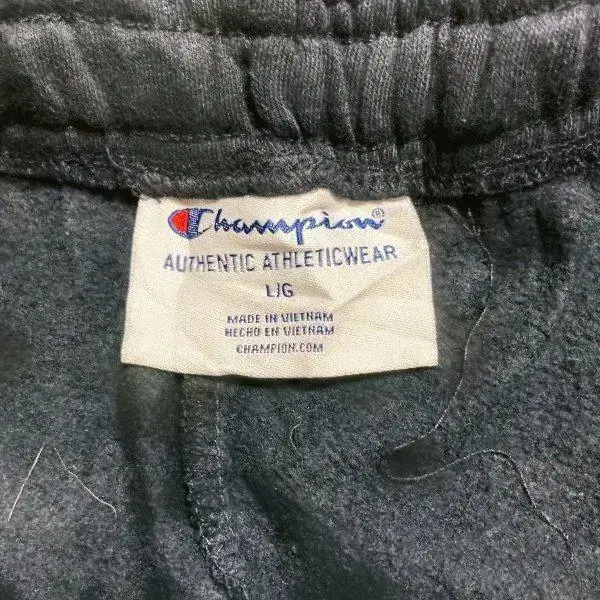 Champion®
AUTHENTIC ATHLETICWEAR
L/G
MADE IN VIETNAM
HECHO EN VIETNAM
CHAMPION.COM